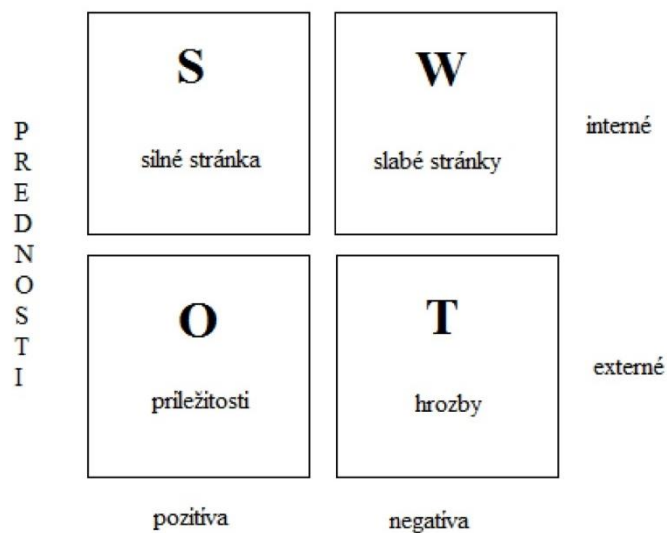 P
R
E
D
N
O
S
T
I
S
silné stránka
W
slabé stránky
interné
O
príležitosti
T
hrozby
externé
pozitíva
negatíva